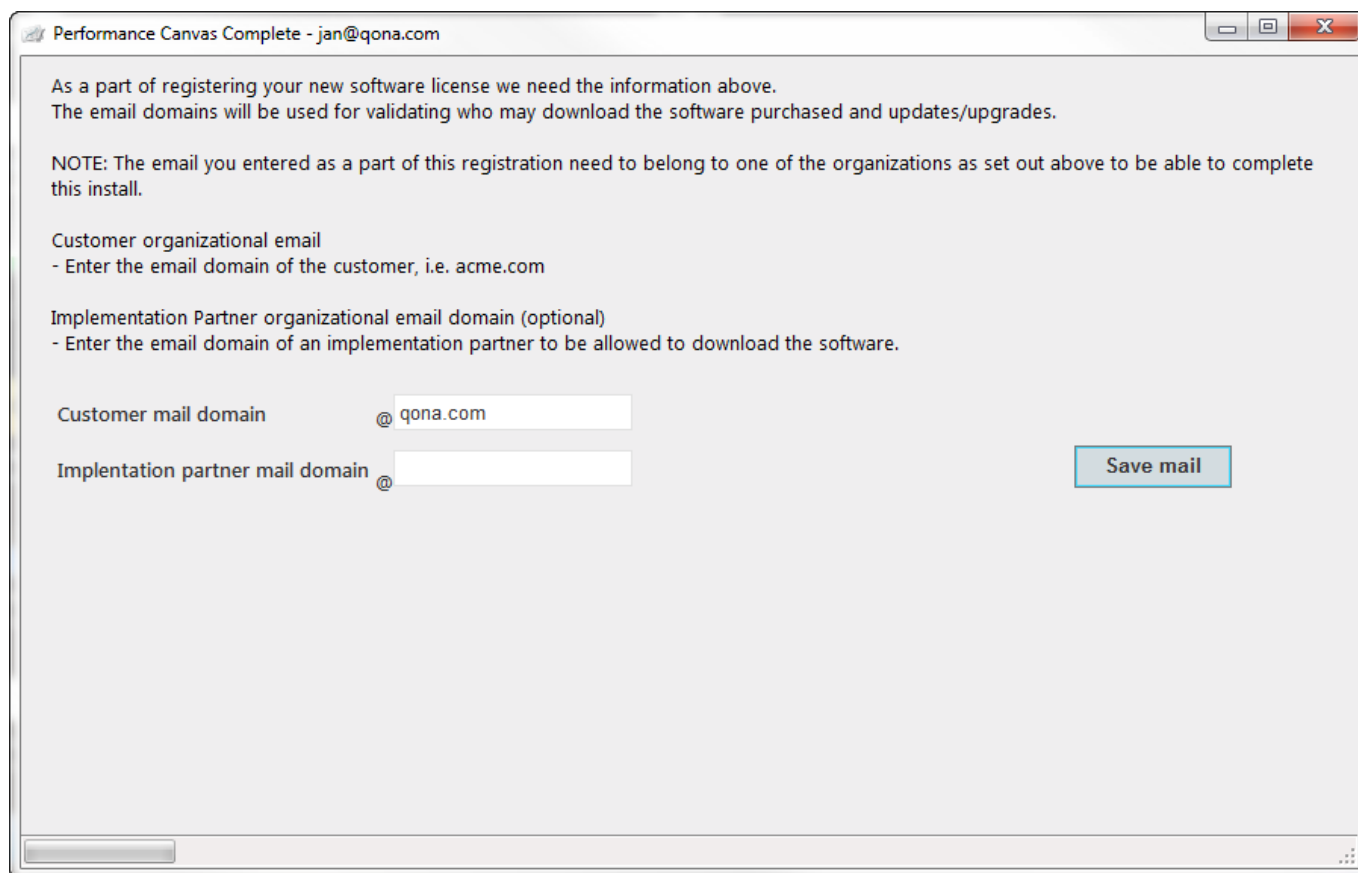 Performance Canvas Complete - jan@qona.com
As a part of registering your new software license we need the information above.
The email domains will be used for validating who may download the software purchased and updates/upgrades.
NOTE: The email you entered as a part of this registration need to belong to one of the organizations as set out above to be able to complete
this install.
Customer organizational email
- Enter the email domain of the customer, i.e. acme.com
Implementation Partner organizational email domain (optional)
- Enter the email domain of an implementation partner to be allowed to download the software.
Customer mail domain @ qona.com
Implentation partner mail domain @
Save mail